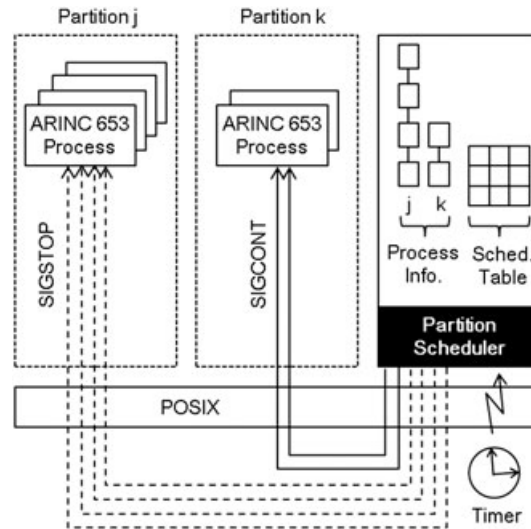 Partition j
Partition k
ARINC 653
Process
ARINC 653
Process
SIGSTOP
SIGCONT
j
k
Process
Info.
Sched.
Table
Partition
Scheduler
POSIX
Timer